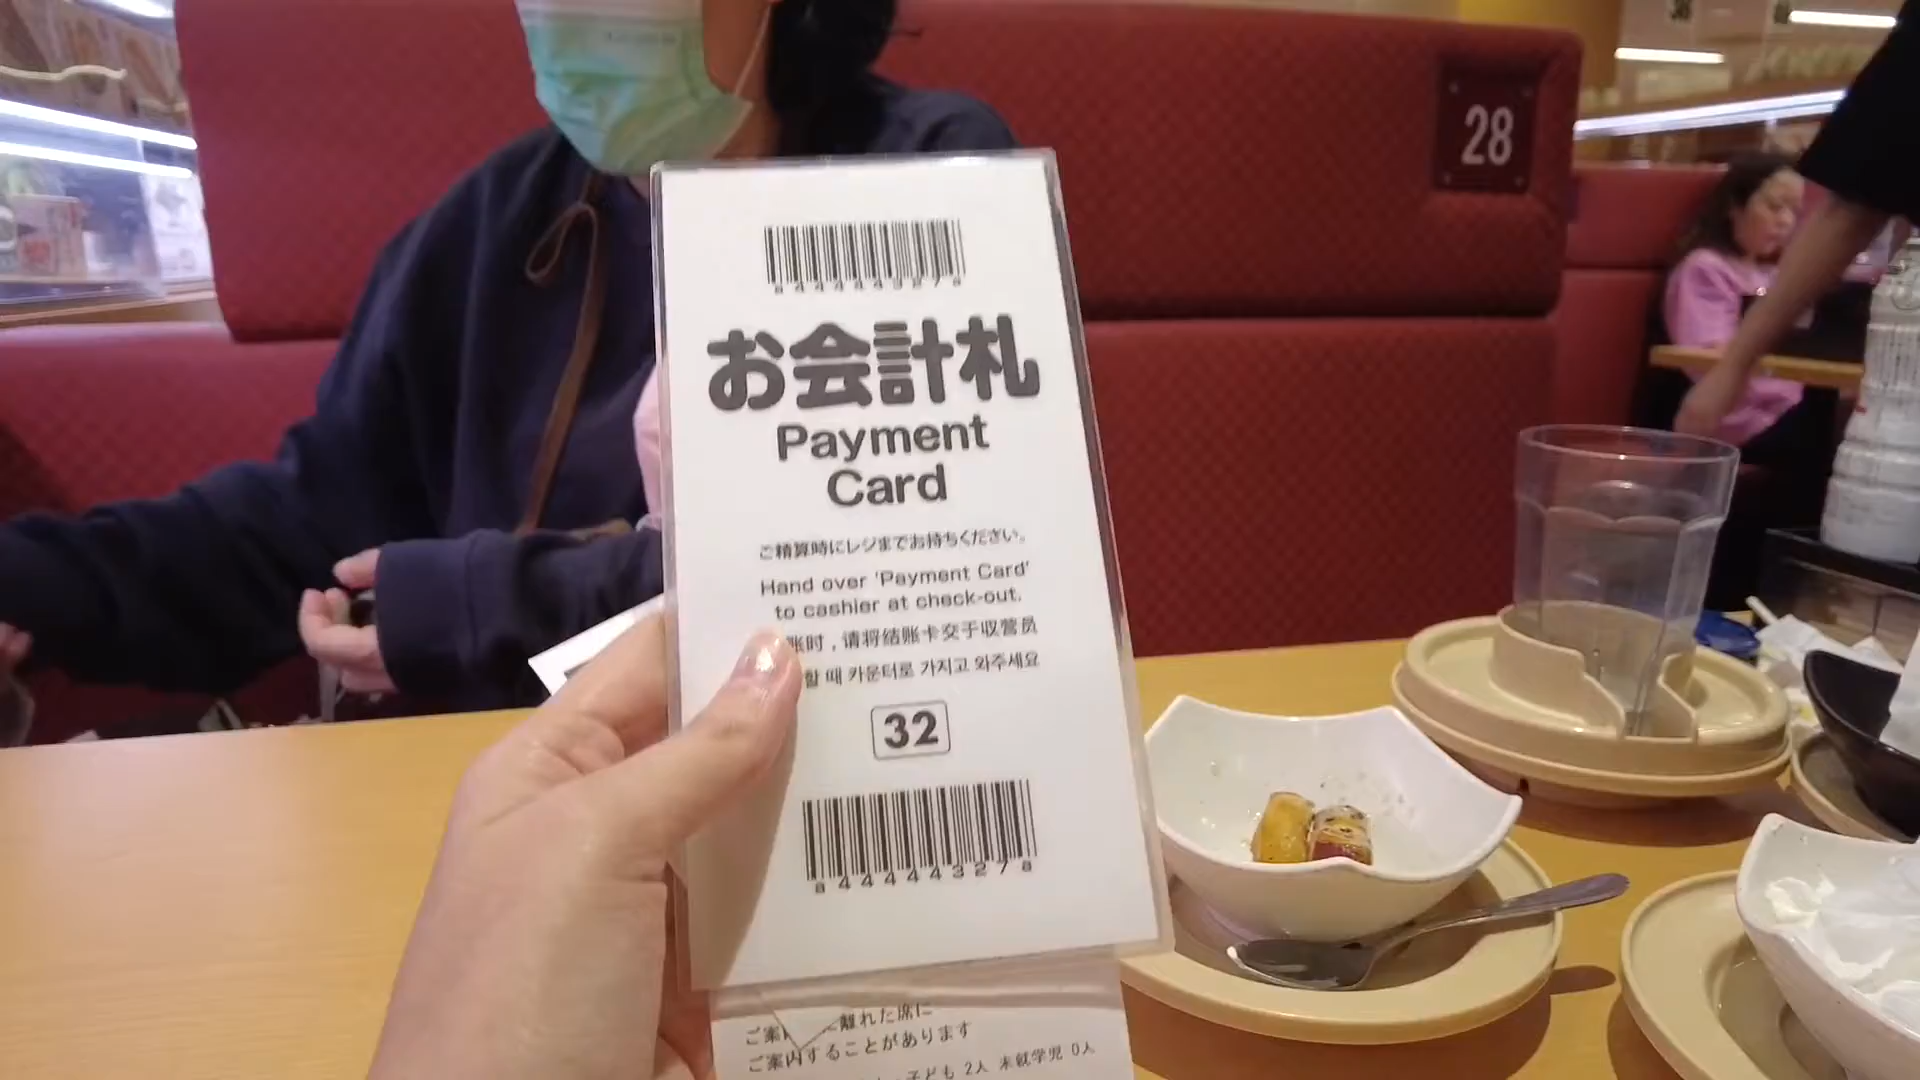 28
a44444327a
お会計札
Payment
Card
ご精算時にレジまでお持ちください。
Hand over 'Payment Card'
to cashier at check-out.
账时，请将结账卡交于收营员
할 때 카운터로 가지고 와주세요
32
a44444327a
ご案 離れた席に
ご案内することがあります
子ども 2人 未就学児 0人